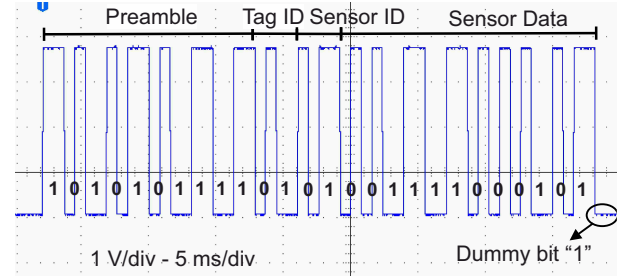 Preamble Tag ID Sensor ID Sensor Data
1 0 1 0 1 0 1 1 1 1 0 1 0 1 0 0 1 1 1 1 0 0 0 1 0 1
1 V/div - 5 ms/div
Dummy bit “1”